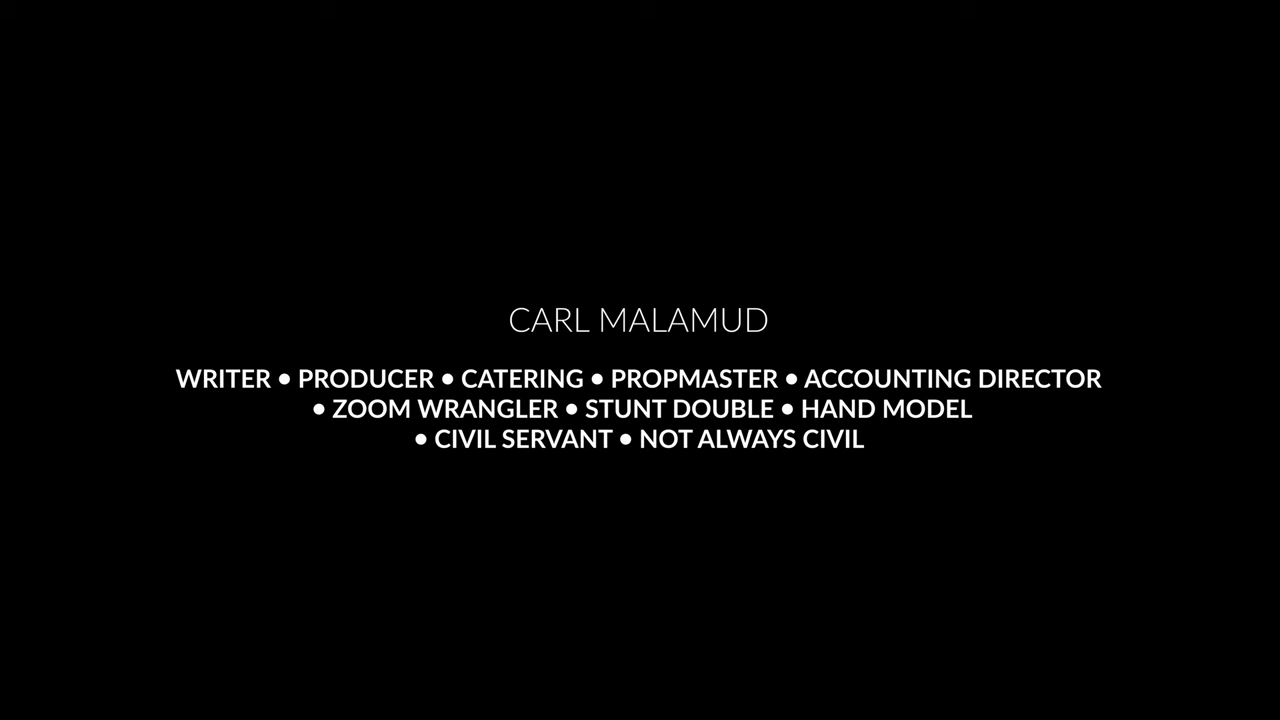 CARL MALAMUD
WRITER • PRODUCER • CATERING • PROPMASTER • ACCOUNTING DIRECTOR
• ZOOM WRANGLER • STUNT DOUBLE • HAND MODEL
• CIVIL SERVANT • NOT ALWAYS CIVIL